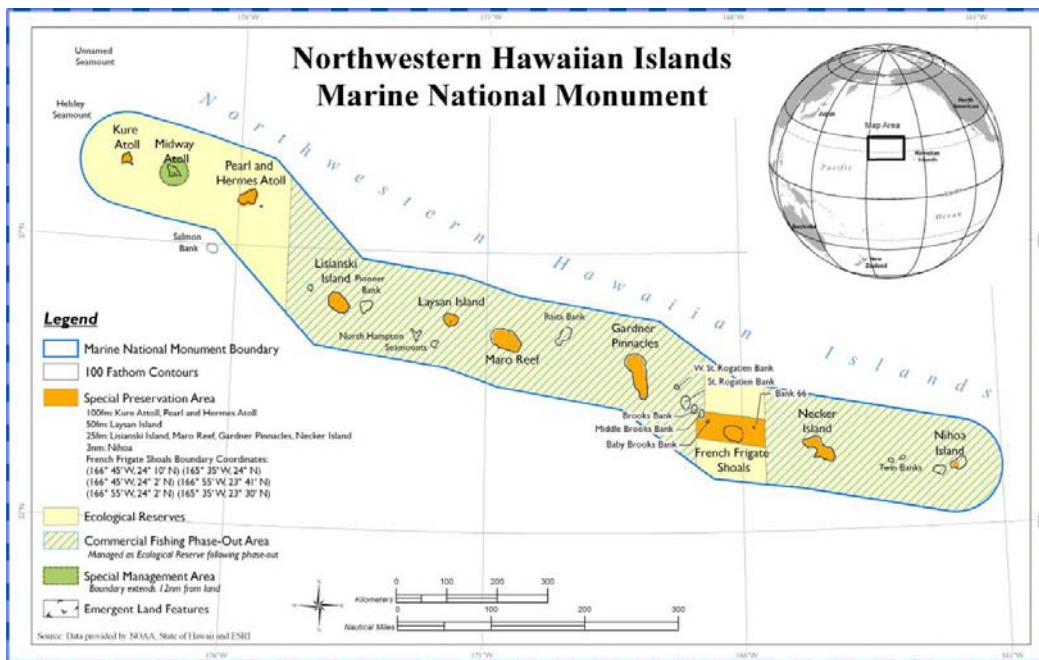 Northwestern Hawaiian Islands
Marine National Monument
Unnamed
Seamount
Helsley
Seamount
Kure
Atoll
Midway
Atoll
Pearl and
Hermes Atoll
Salmon
Bank
Northwestern Hawaiian Islands
Lisianski
Island
Pioneer
Bank
North Hampton
Seamounts
Laysan Island
Maro Reef
Raita Bank
Gardner
Pinnacles
W. St. Rogatien Bank
St. Rogatien Bank
Brooks Bank
Middle Brooks Bank
Baby Brooks Bank
Bank 66
French Frigate
Shoals
Necker
Island
Twin Banks
Nihoa
Island
Map Area
Japan
North
American
Hawaiian
Islands
Pacific
Ocean
Australia
New
Zealand
Legend
Marine National Monument Boundary
100 Fathom Contours
Special Preservation Area
100fm: Kure Attoll, Pearl and Hermes Atoll
50fm: Laysan Island
25fm: Lisianski Island, Maro Reef, Gardner Pinnacles, Necker Island
3nm: Nihoa
French Frigate Shoals Boundary Coordinates:
(166° 45' W, 24° 10' N) (165° 35' W, 24° N)
(166° 45' W, 24° 2' N) (166° 55' W, 23° 41' N)
(166° 55' W, 24° 2' N) (165° 35' W, 23° 30' N)
Ecological Reserves
Commercial Fishing Phase-Out Area
Managed as Ecological Reserve following phase-out
Special Management Area
Boundary extends 12nm from land
Emergent Land Features
Source: Data provided by NOAA, State of Hawaii and ESRI
0 50 100 200 300
Kilometers
0 50 100 200 300
Nautical Miles